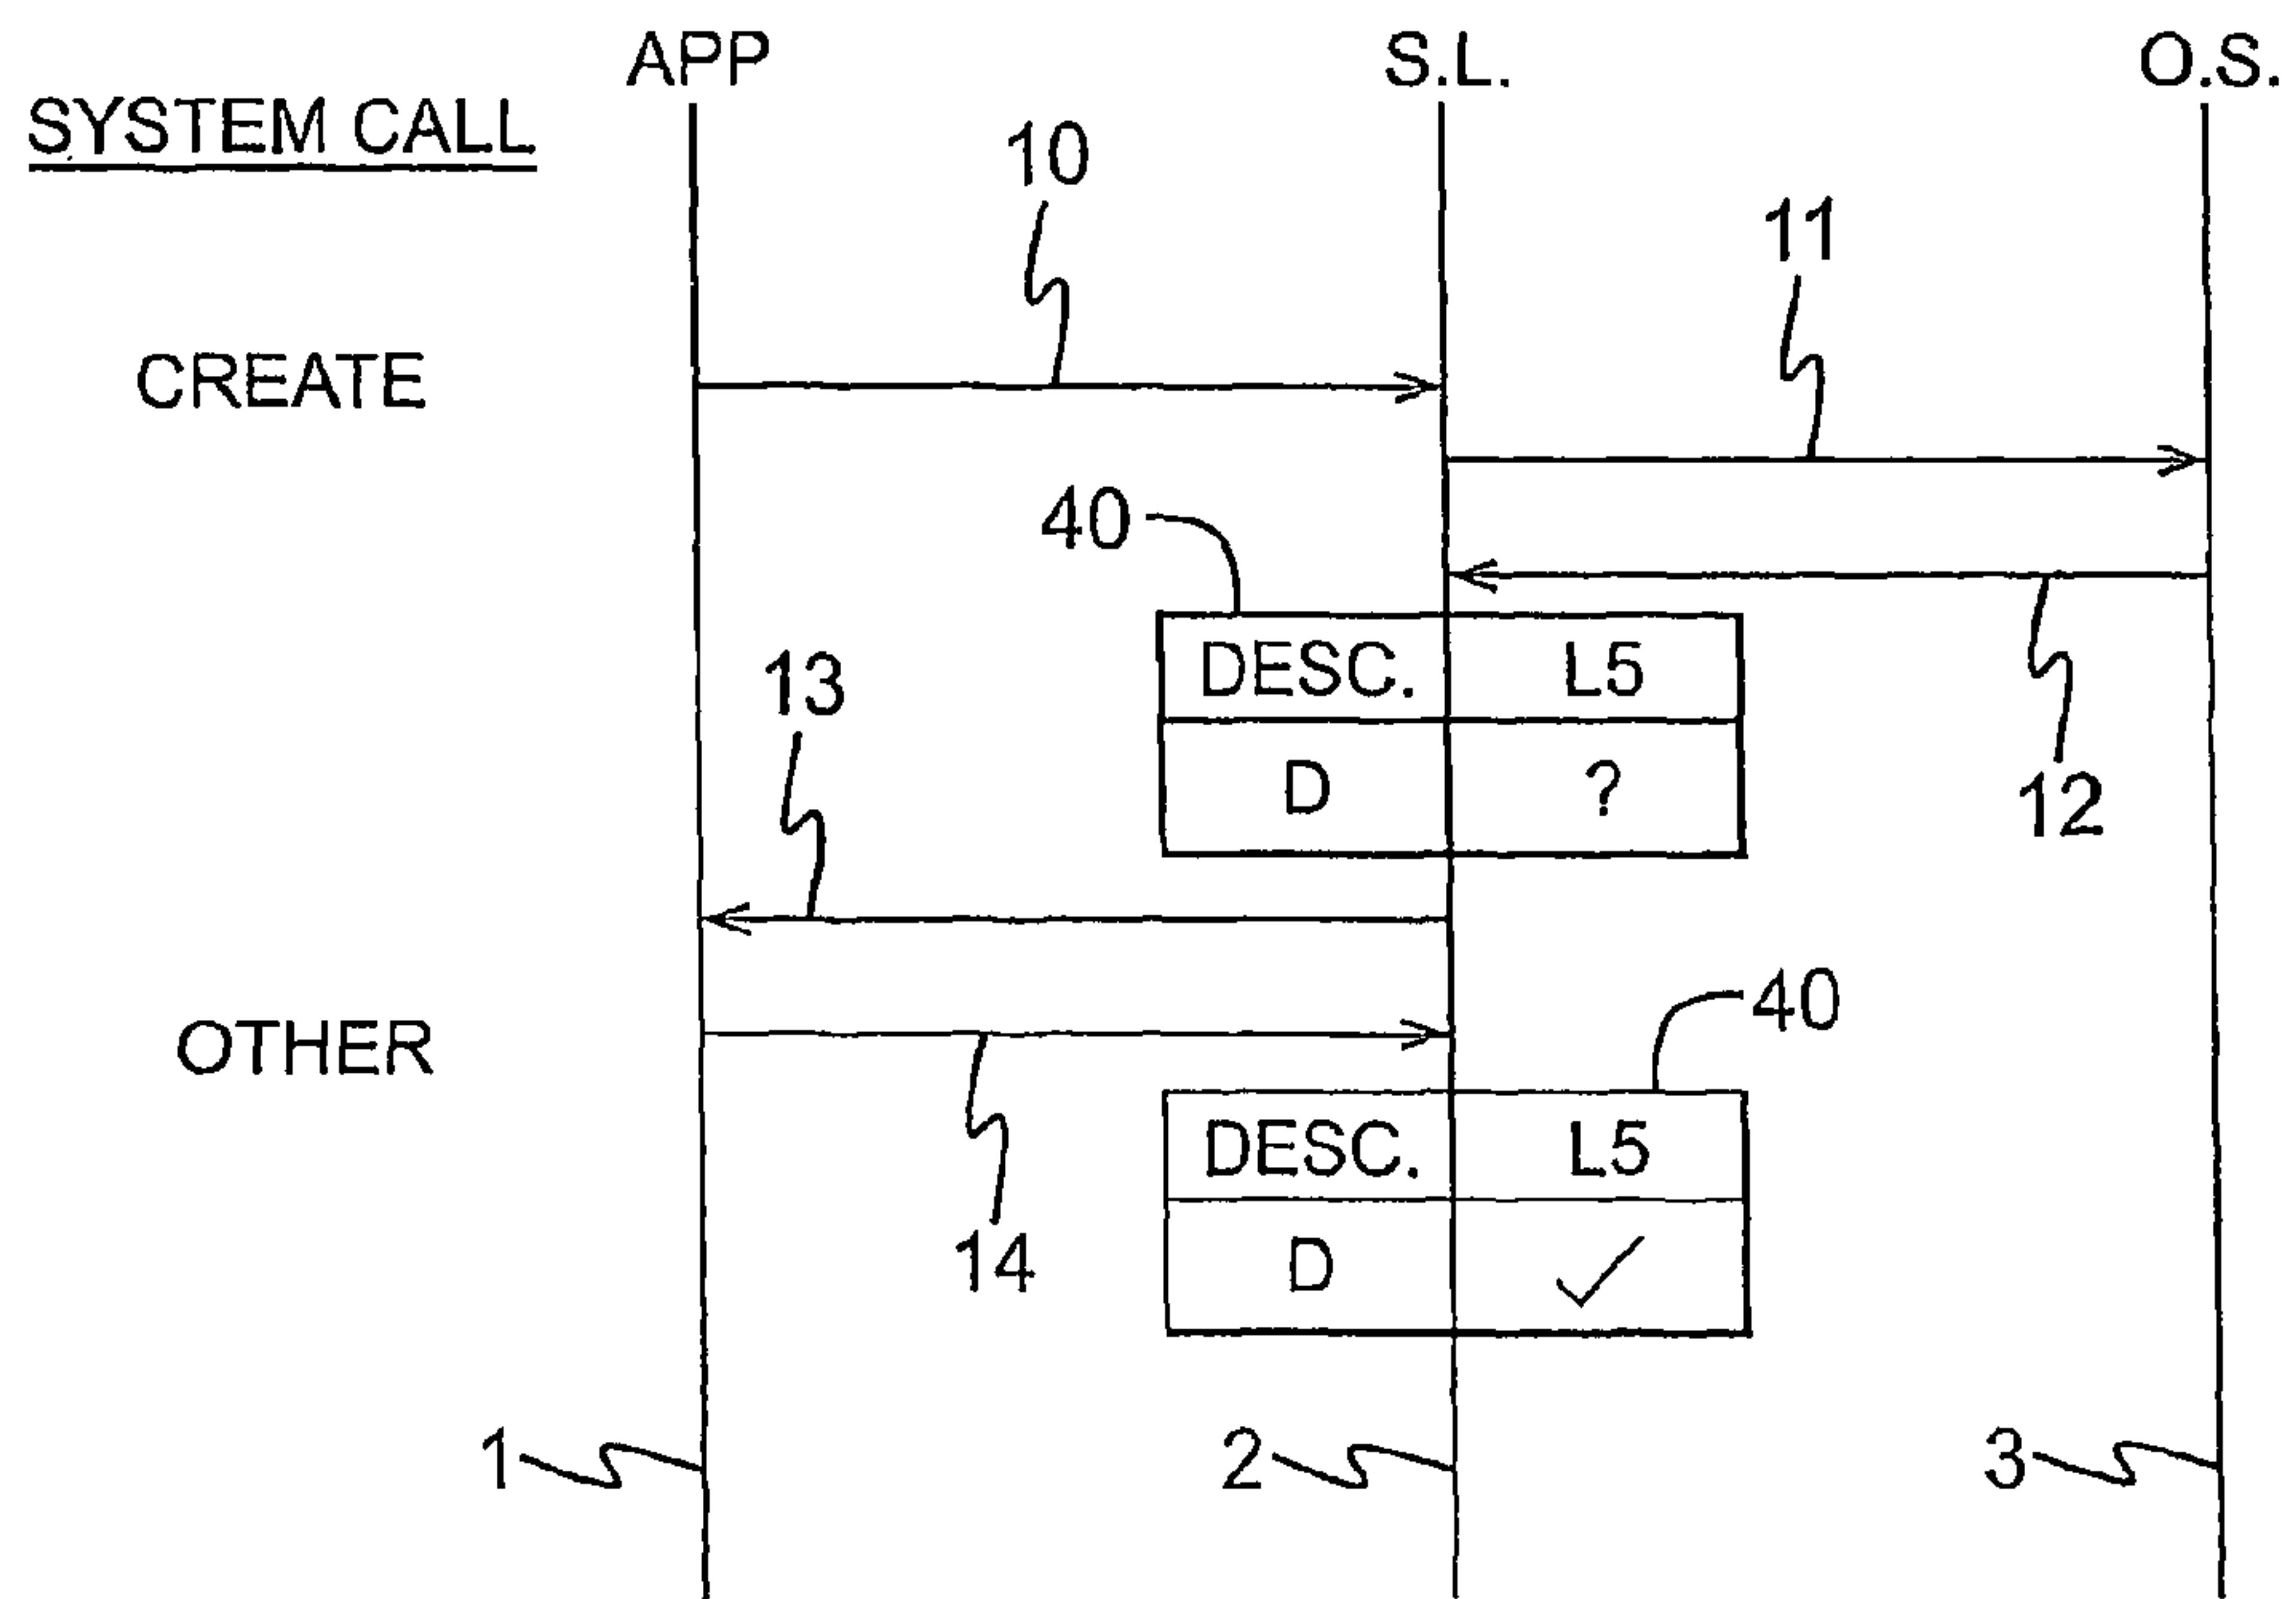 APP S.L. O.S.
SYSTEM CALL
10
11
CREATE
40
13
DESC. L5
D ?
12
OTHER
40
DESC. L5
14
D ✓
1 2 3